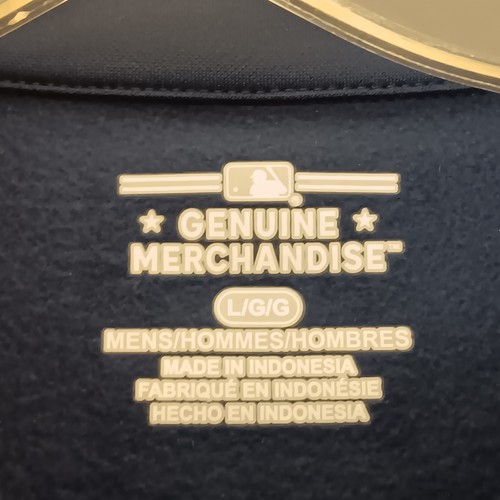 GENUINE
MERCHANDISE™
L/G/G
MENS/HOMMES/HOMBRES
MADE IN INDONESIA
FABRIQUÉ EN INDONÉSIE
HECHO EN INDONESIA